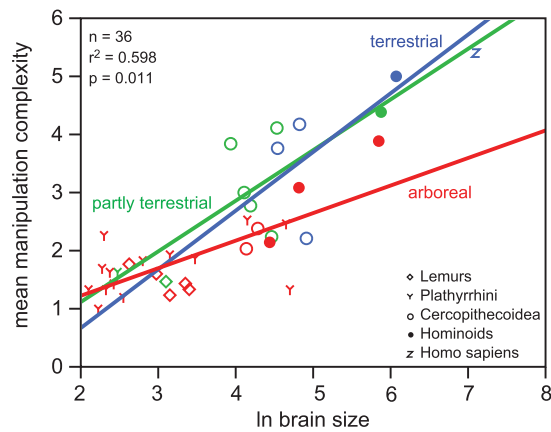 n = 36
r² = 0.598
p = 0.011
terrestrial
partly terrestrial
arboreal
Lemurs
Plathyrrhini
Cercopithecoidea
Hominoids
z Homo sapiens
z
mean manipulation complexity
6
5
4
3
2
1
0
2 3 4 5 6 7 8
ln brain size